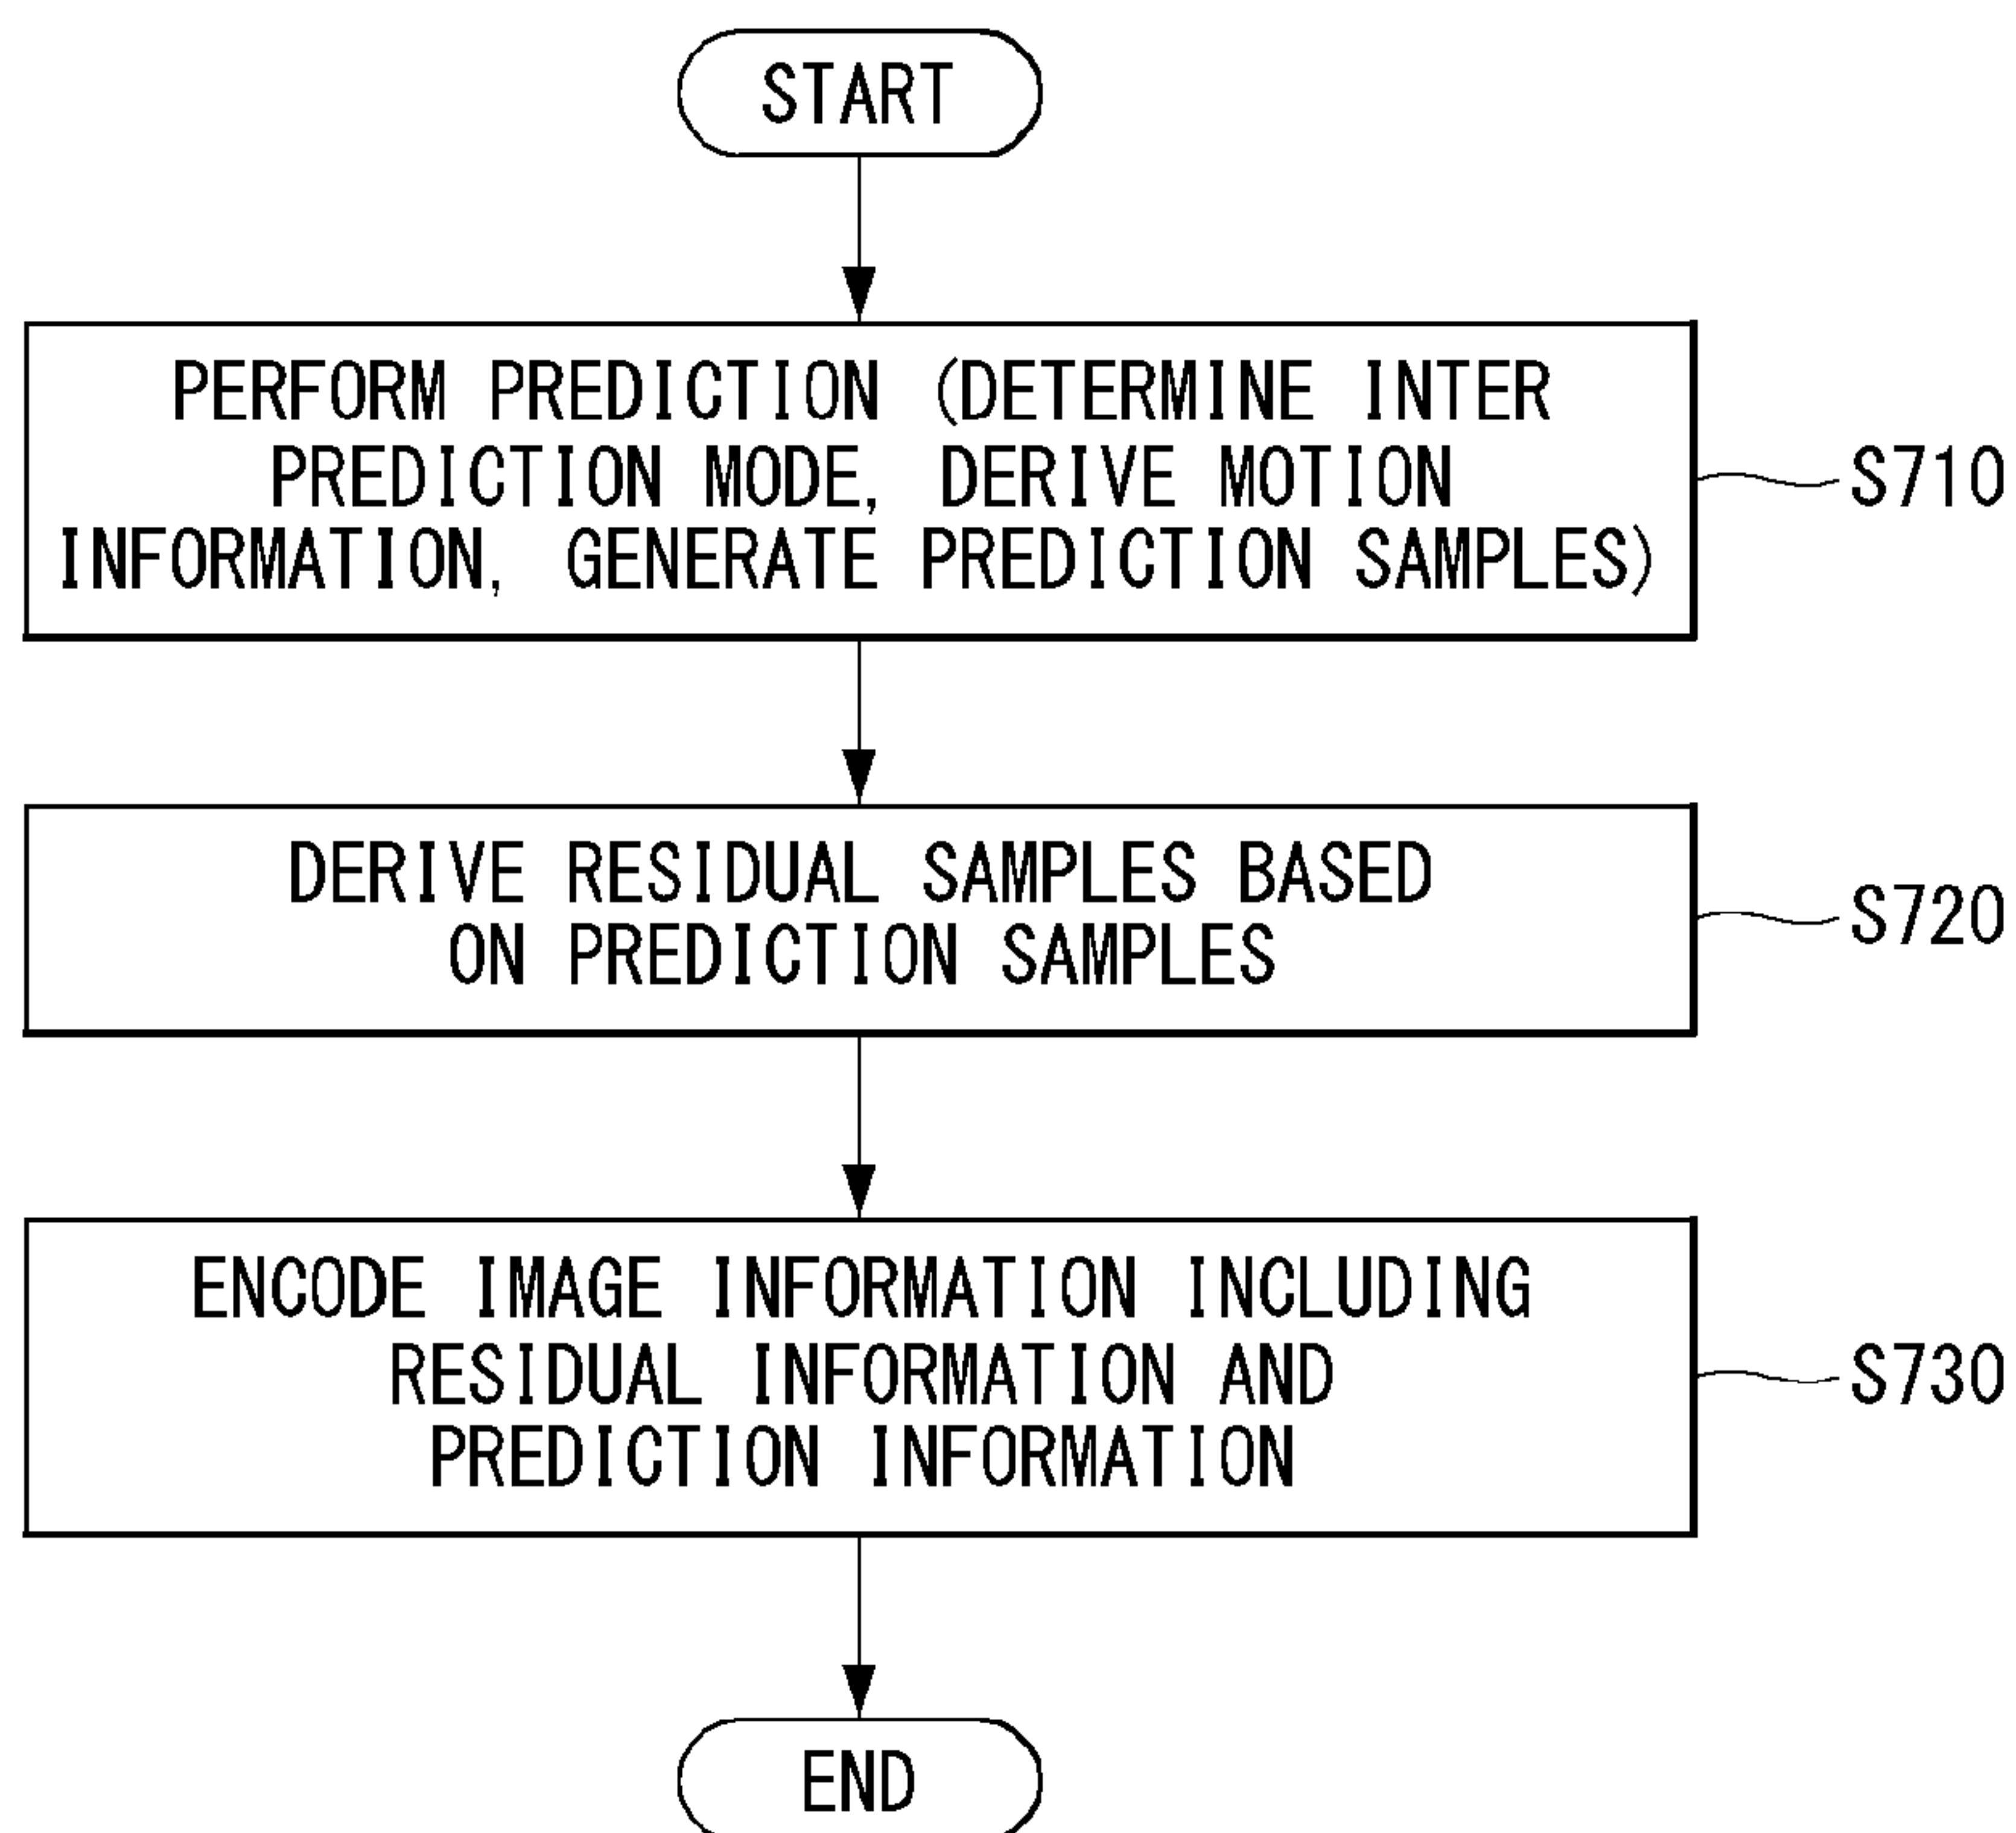 START
PERFORM PREDICTION (DETERMINE INTER
PREDICTION MODE, DERIVE MOTION
INFORMATION, GENERATE PREDICTION SAMPLES)
S710
DERIVE RESIDUAL SAMPLES BASED
ON PREDICTION SAMPLES
S720
ENCODE IMAGE INFORMATION INCLUDING
RESIDUAL INFORMATION AND
PREDICTION INFORMATION
S730
END